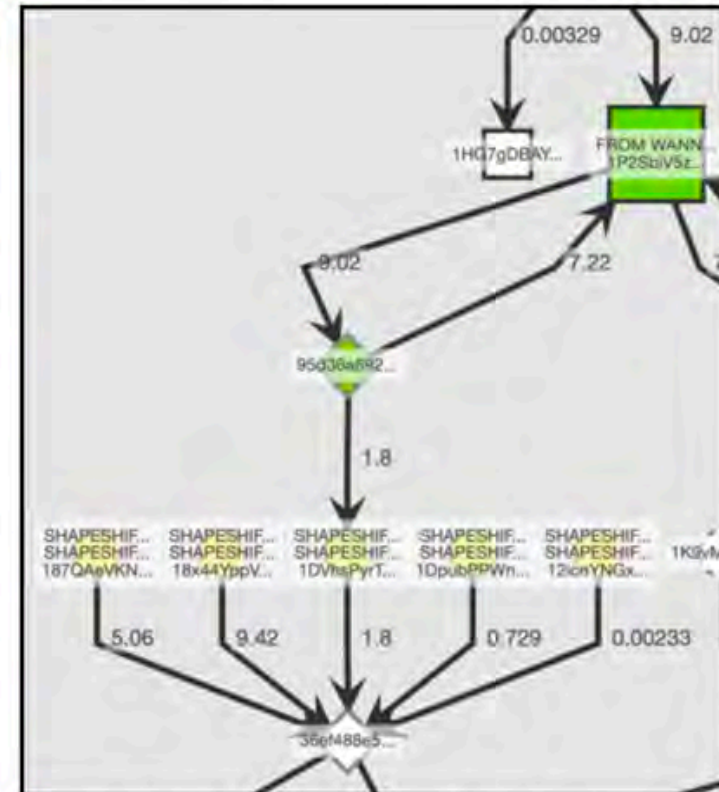 0.00329
9.02
1HG7gDBAY...
FROM WANN...
1P2SbiV5z...
9.02
7.22
95d36a892...
1.8
SHAPESHIF... SHAPESHIF... SHAPESHIF... SHAPESHIF... SHAPESHIF...
SHAPESHIF... SHAPESHIF... SHAPESHIF... SHAPESHIF... SHAPESHIF...
187QAeVKN... 18x44YppV... 1DVhsPyrT... 1DpubPPWn... 12icnYNGx...
5.06 9.42 1.8 0.729 0.00233
36ef488e5...